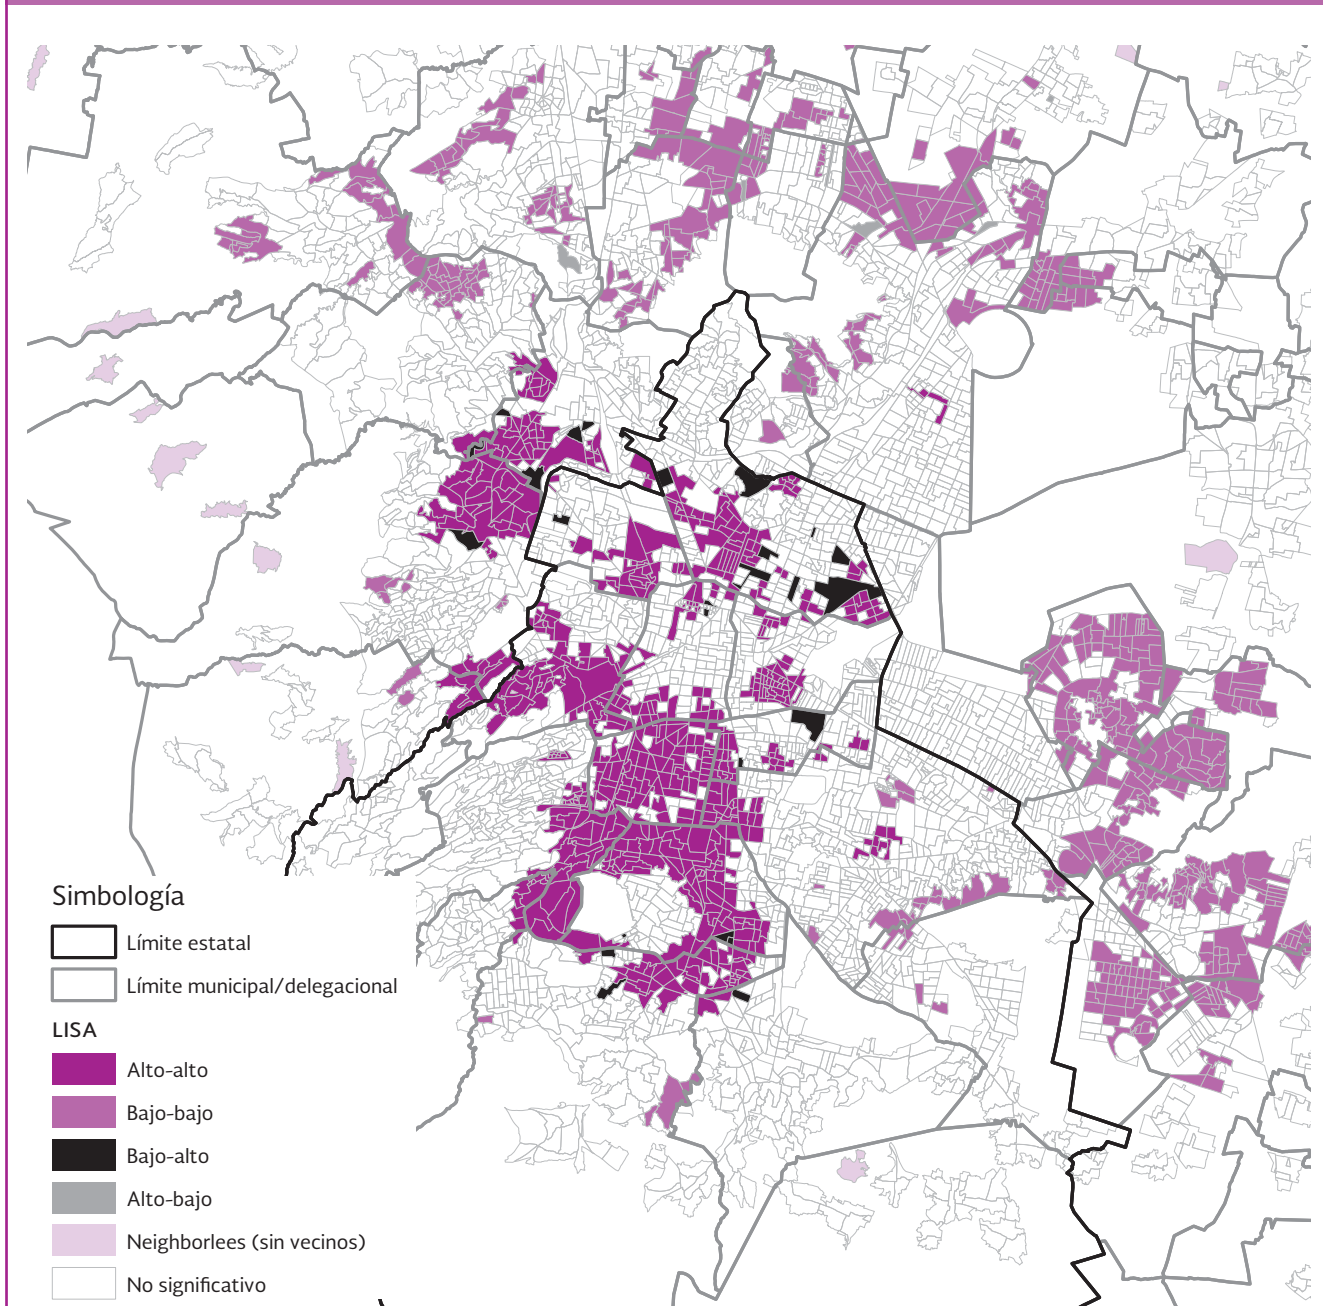 Simbología
Límite estatal
Límite municipal/delegacional
LISA
Alto-alto
Bajo-bajo
Bajo-alto
Alto-bajo
Neighborlees (sin vecinos)
No significativo